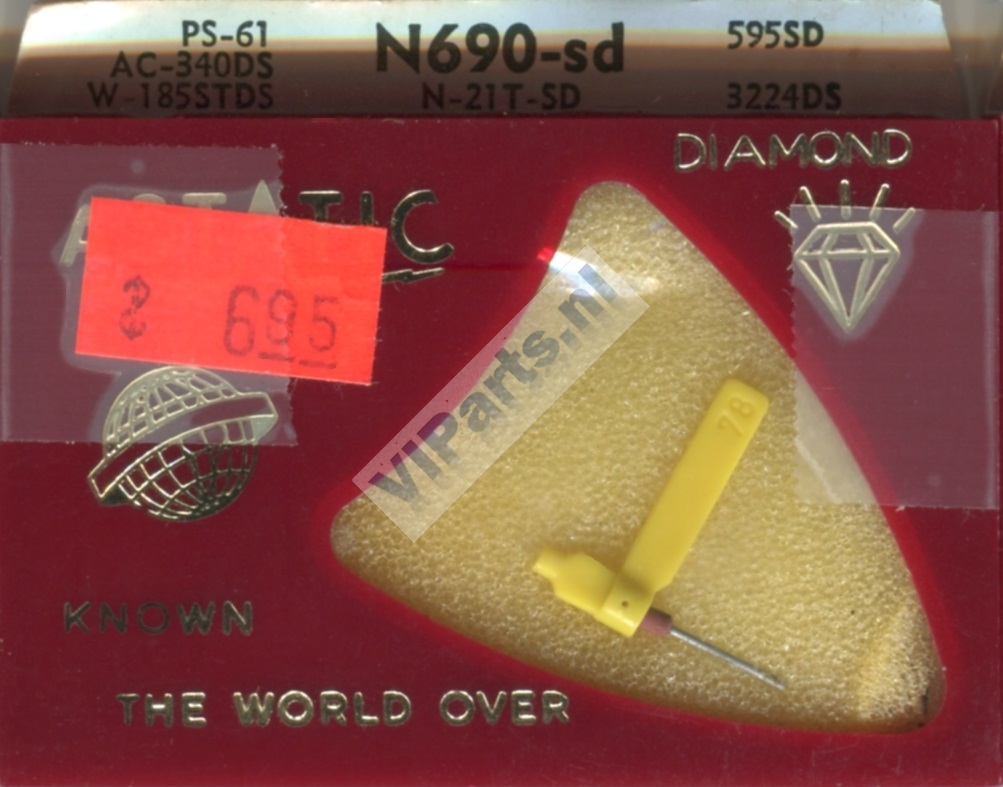 PS-61 N690-sd 595SD
AC-340DS
W-185STDS N-21T-SD 3224DS
DIAMOND
ASTATIC
$ 695
VIParts.nl
78
KNOWN
THE WORLD OVER